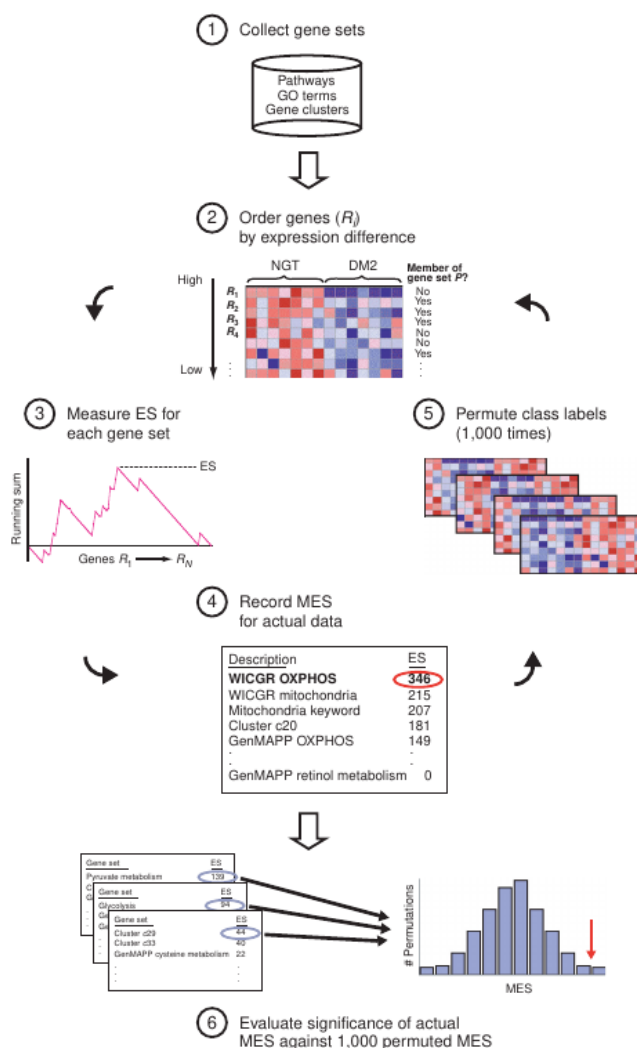 1 Collect gene sets
Pathways
GO terms
Gene clusters
2 Order genes (Ri)
by expression difference
NGT DM2 Member of
gene set P?
High
R1 No
R2 Yes
Yes
R3 Yes
R4 No
No
Yes
Low
3 Measure ES for
each gene set
ES
Running sum
Genes R1 RN
5 Permute class labels
(1,000 times)
4 Record MES
for actual data
Description ES
WICGR OXPHOS 346
WICGR mitochondria 215
Mitochondria keyword 207
Cluster c20 181
GenMAPP OXPHOS 149
GenMAPP retinol metabolism 0
Gene set ES
Pyruvate metabolism 139
C
G
Gene set ES
Glycolysis 94
Ge
Ge
Gene set ES
Cluster c29 44
Cluster c33 40
GenMAPP cysteine metabolism 22
# Permutations
MES
6 Evaluate significance of actual
MES against 1,000 permuted MES